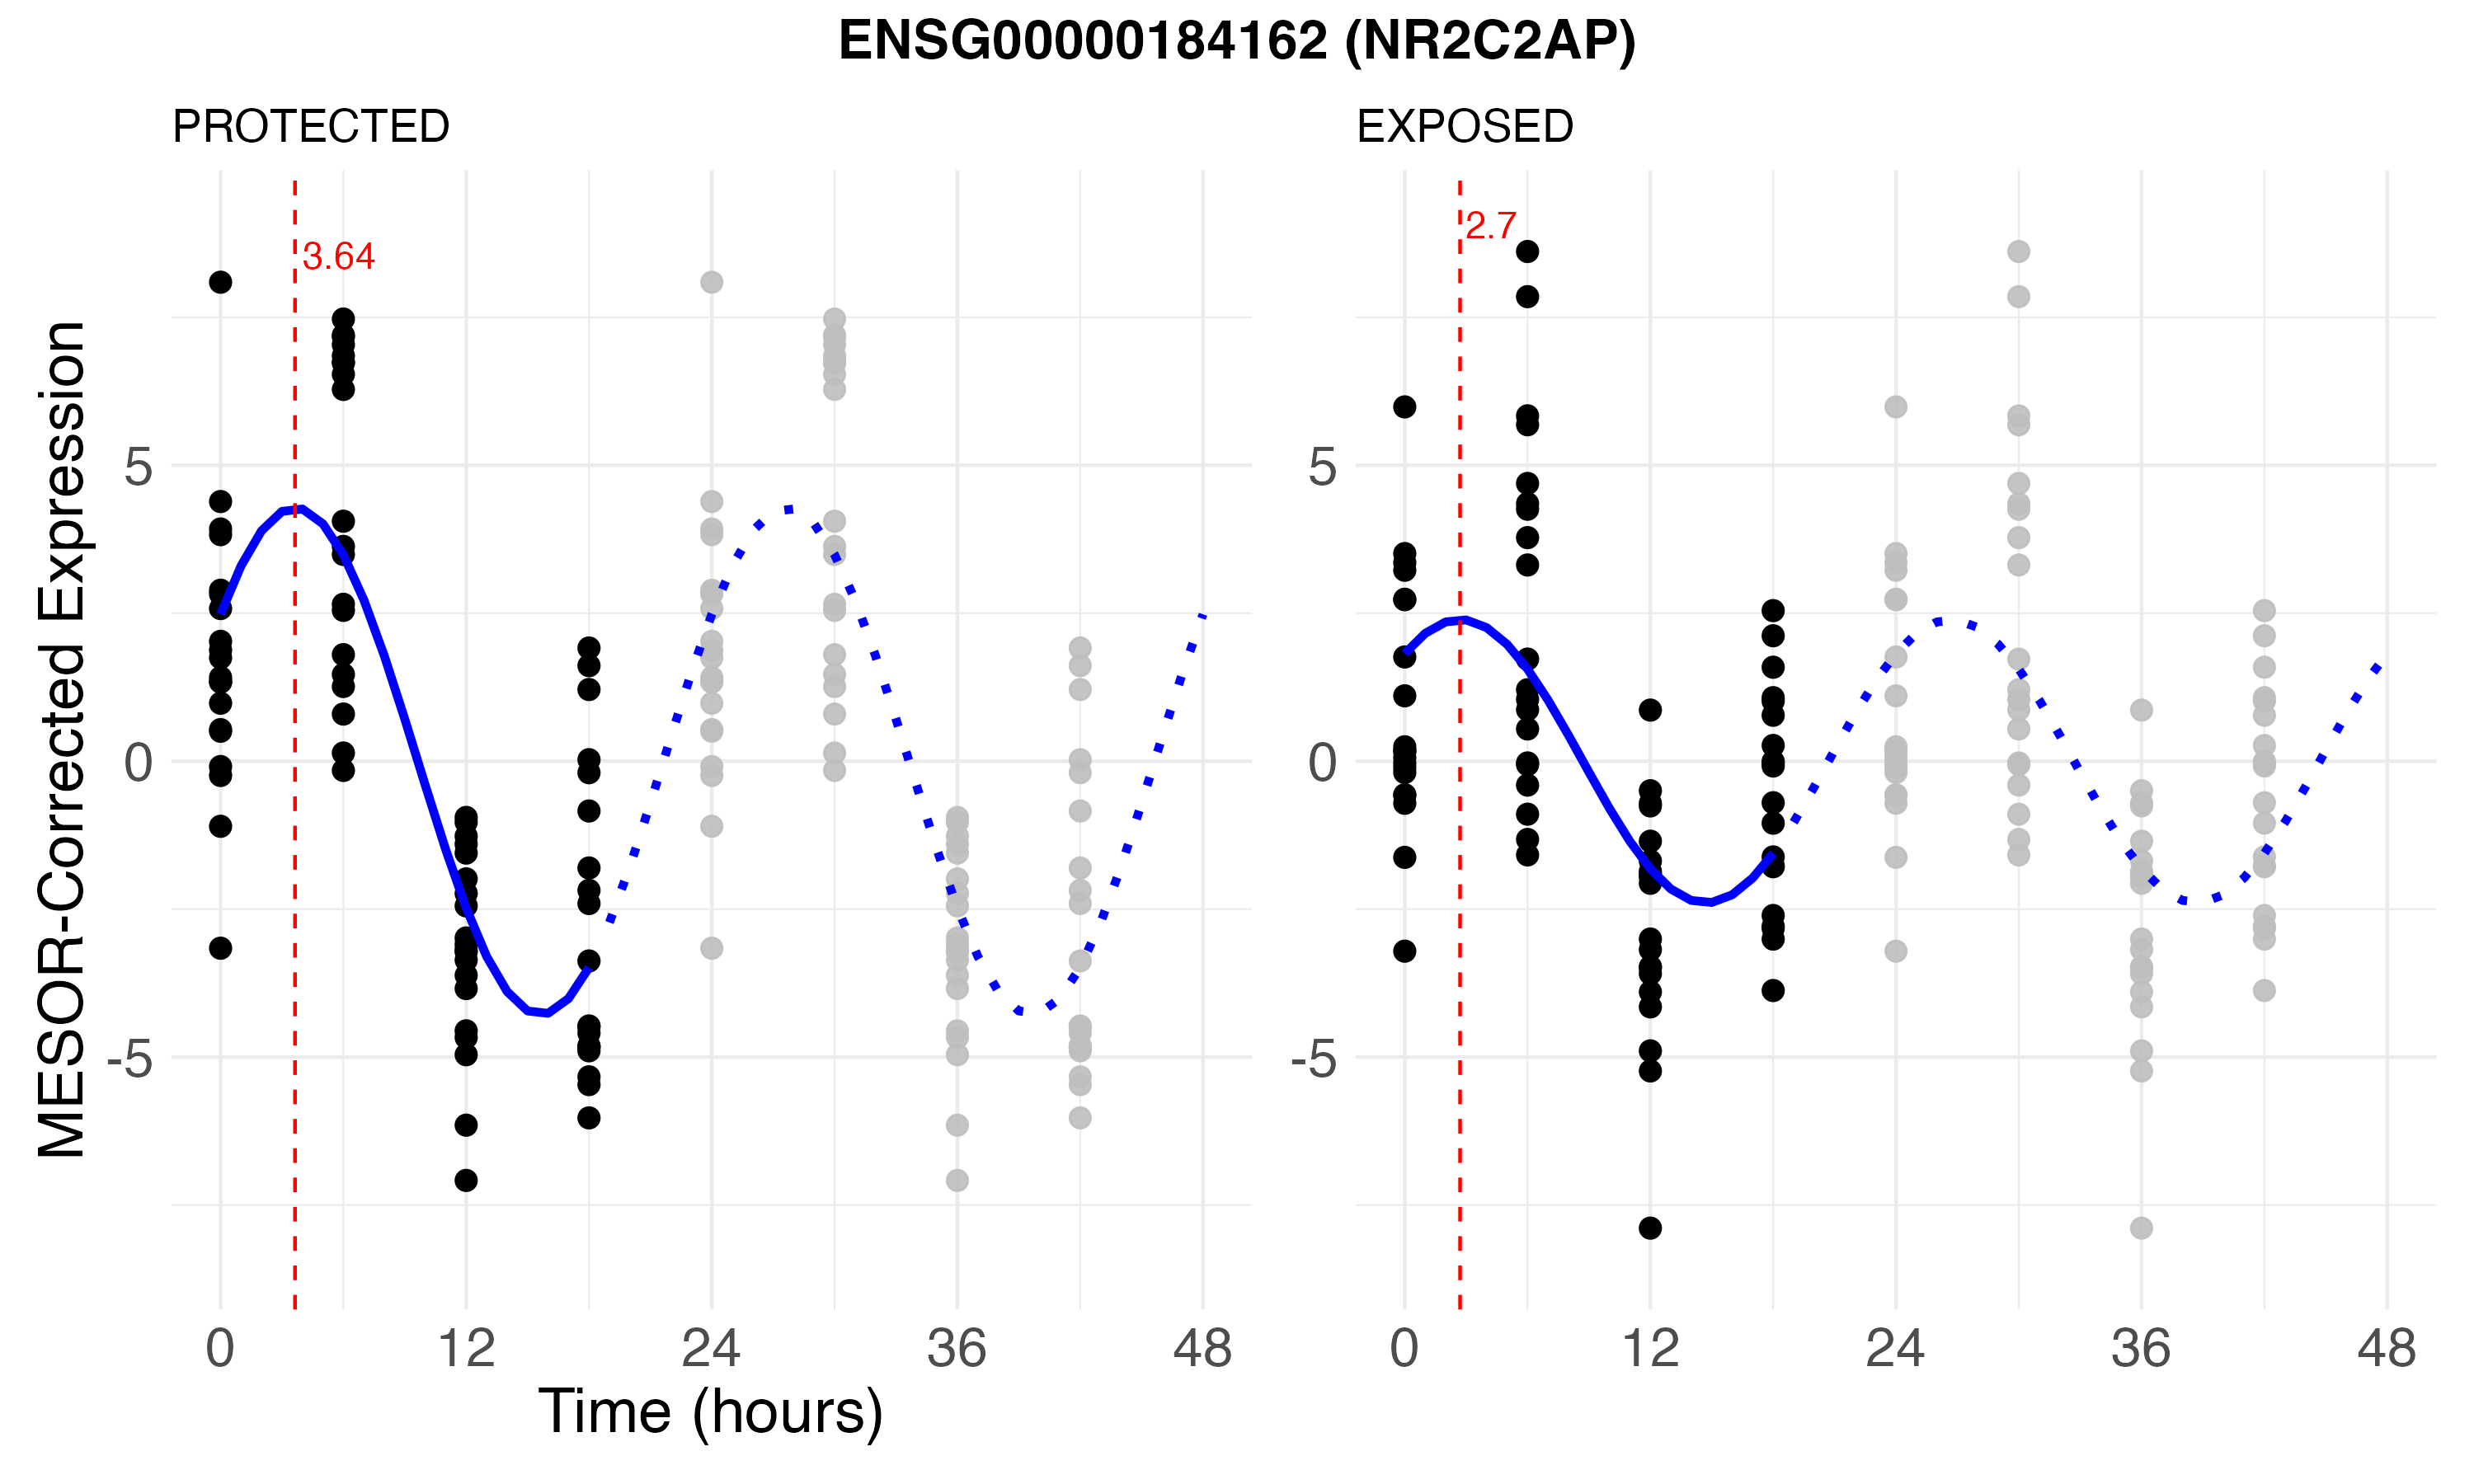 ENSG00000184162 (NR2C2AP)
PROTECTED
EXPOSED
3.64
2.7
MESOR-Corrected Expression
5
0
-5
5
0
-5
0 12 24 36 48
0 12 24 36 48
Time (hours)